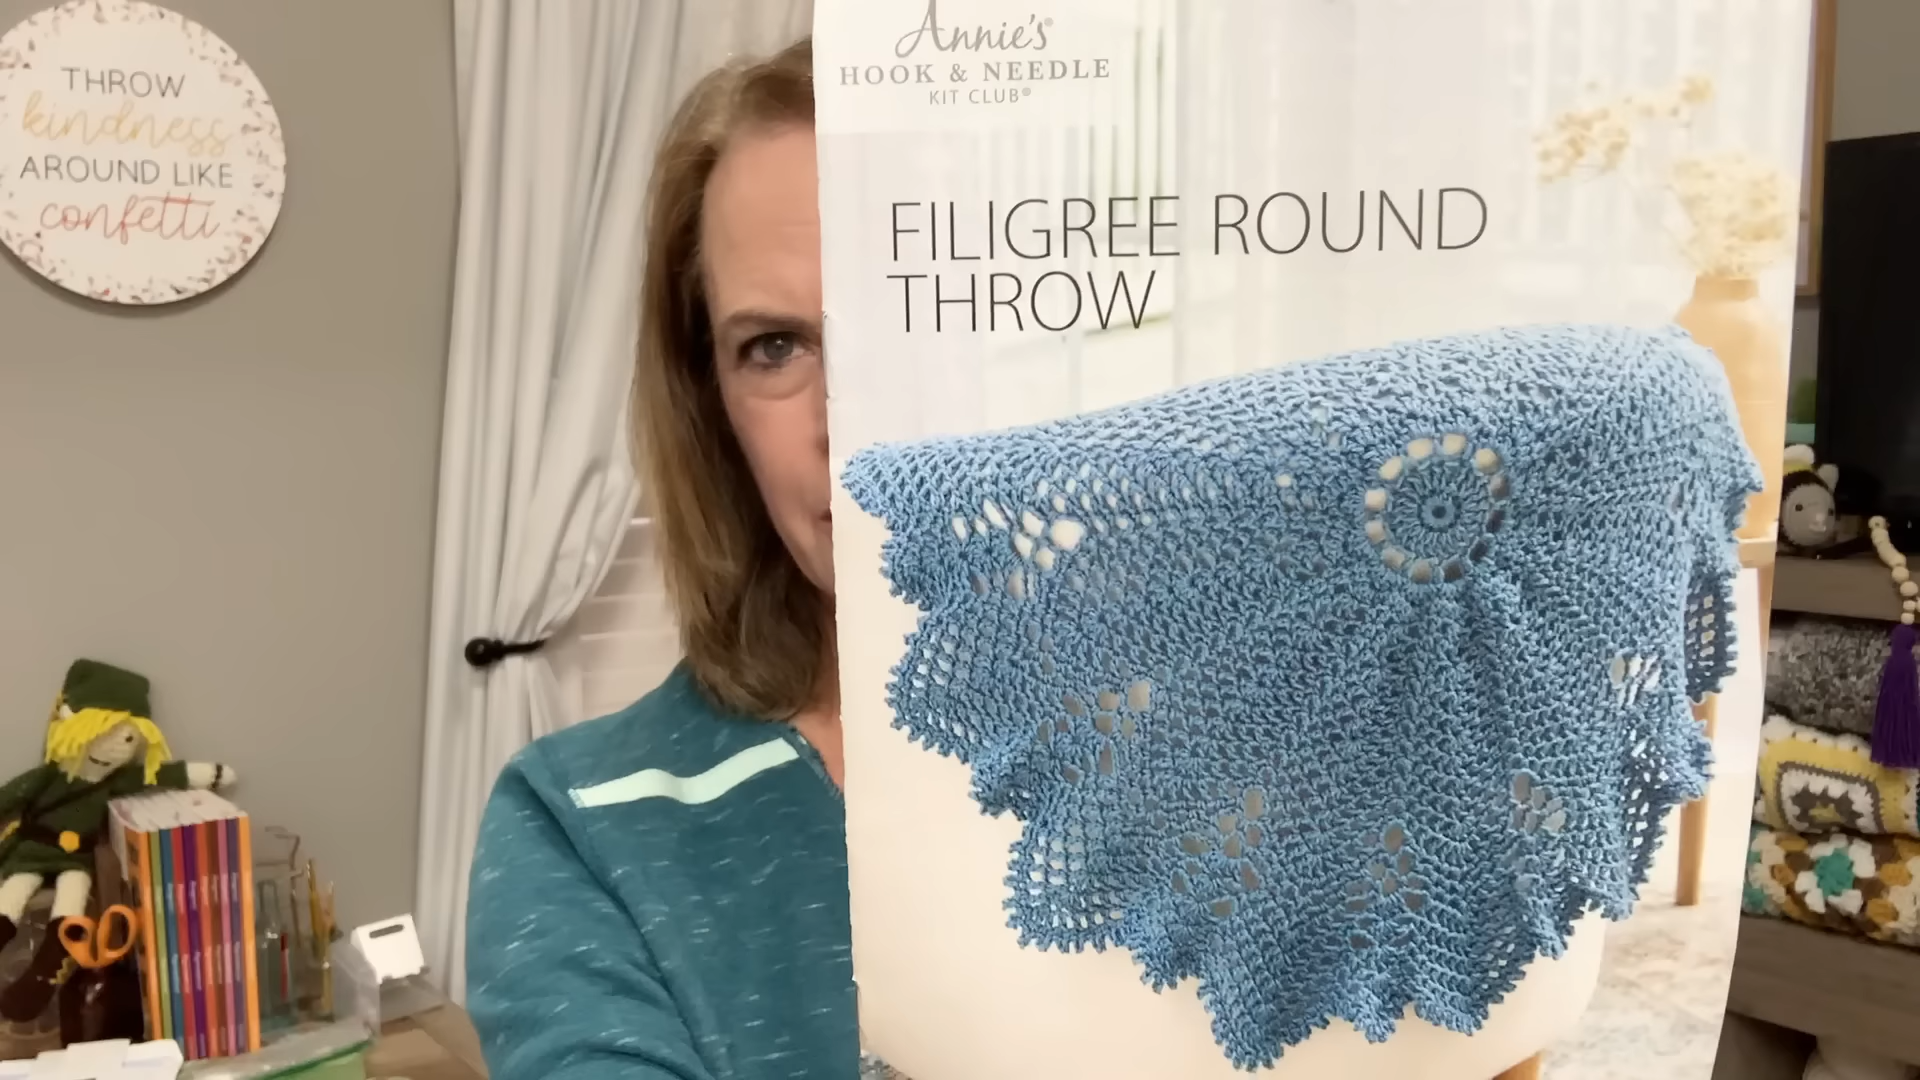 THROW
kindness
AROUND LIKE
confetti
Annie's®
HOOK & NEEDLE
KIT CLUB®
FILIGREE ROUND
THROW